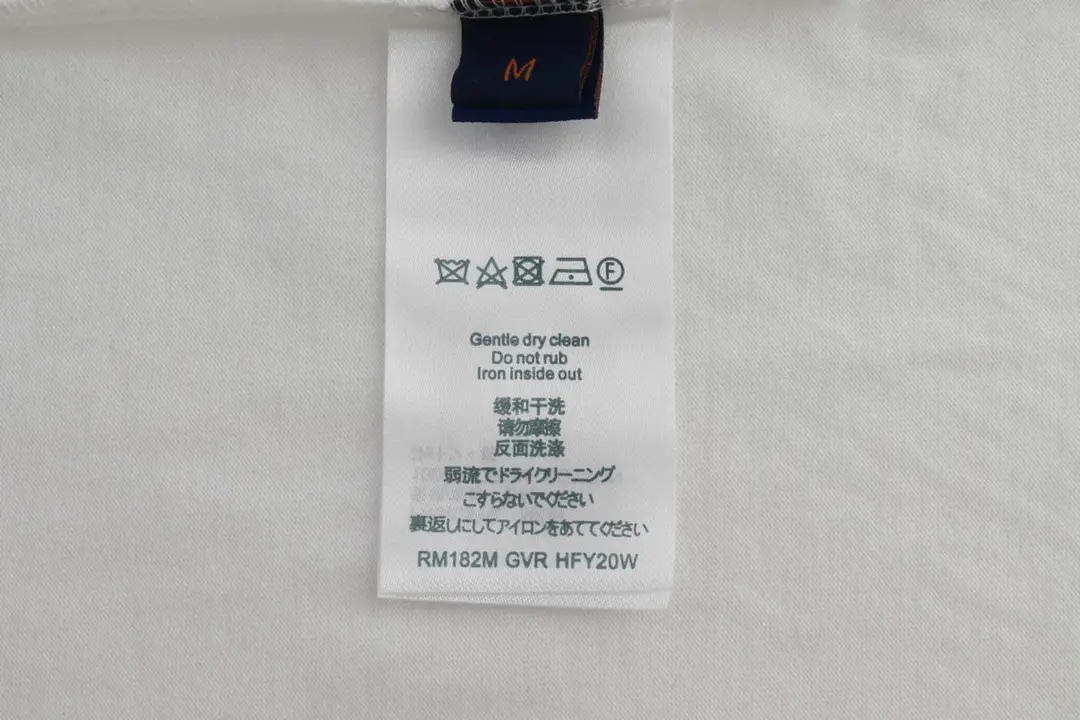 M
F
Gentle dry clean
Do not rub
Iron inside out
缓和干洗
请勿摩擦
反面洗涤
弱流でドライクリーニング
こすらないでください
裏返しにしてアイロンをあててください
RM182M GVR HFY20W